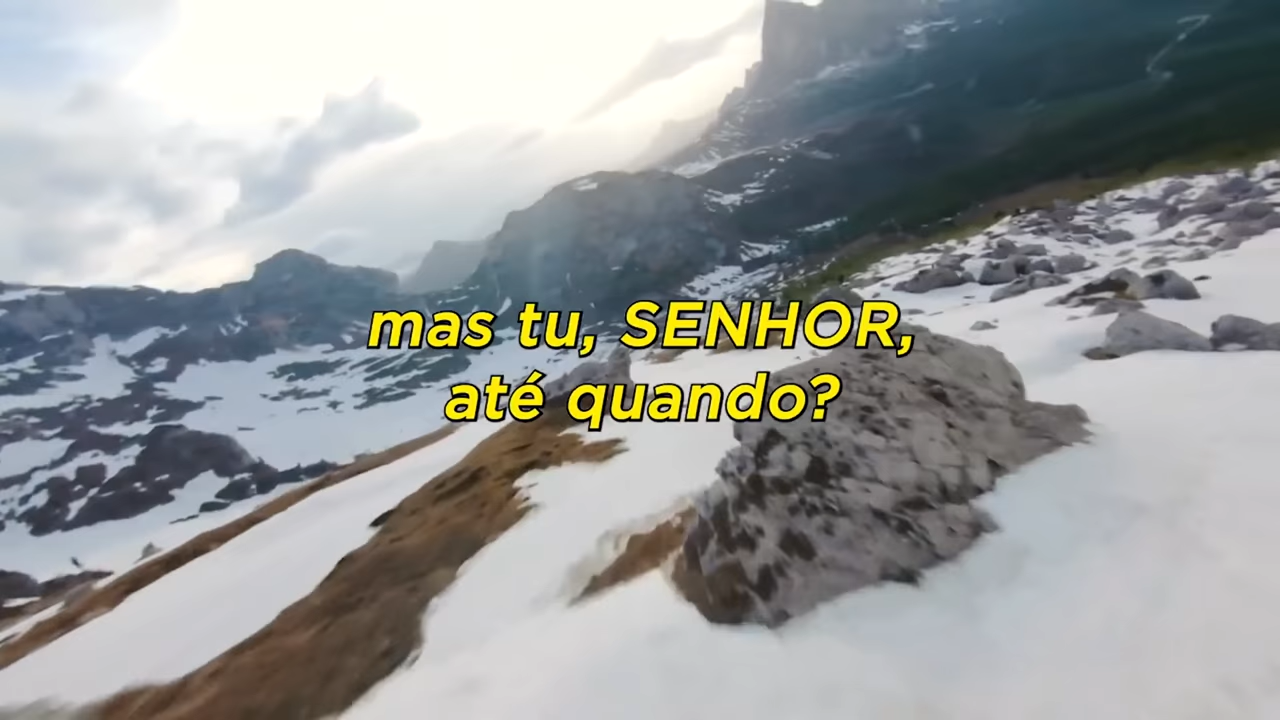 mas tu, SENHOR,
até quando?